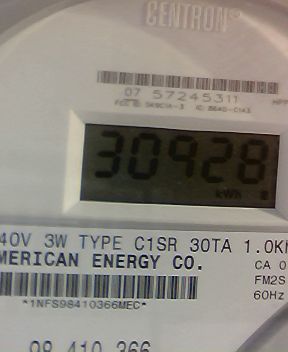 CENTRON®
07 57245311
30928
kWh
40V 3W TYPE C1SR 30TA 1.0K
MERICAN ENERGY CO.
CA 0
FM2S
60Hz
*1NFS98410366MEC*
98 410 366